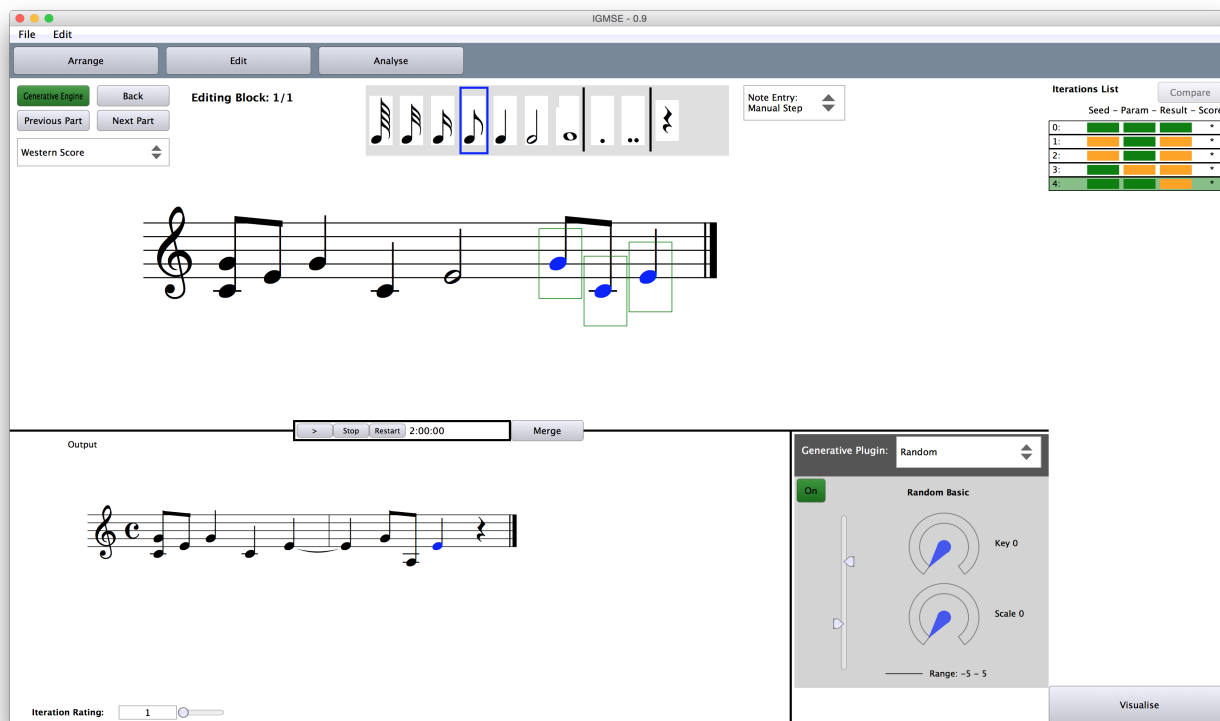 IGMSE - 0.9
File Edit
Arrange Edit Analyse
Generative Engine Back
Editing Block: 1/1
Previous Part Next Part
Western Score
Note Entry:
Manual Step
Iterations List
Compare
Seed - Param - Result - Score
0: *
1: *
2: *
3: *
4: *
> Stop Restart 2:00:00
Merge
Output
Generative Plugin: Random
On
Random Basic
Key 0
Scale 0
Range: -5 - 5
Iteration Rating: 1
Visualise